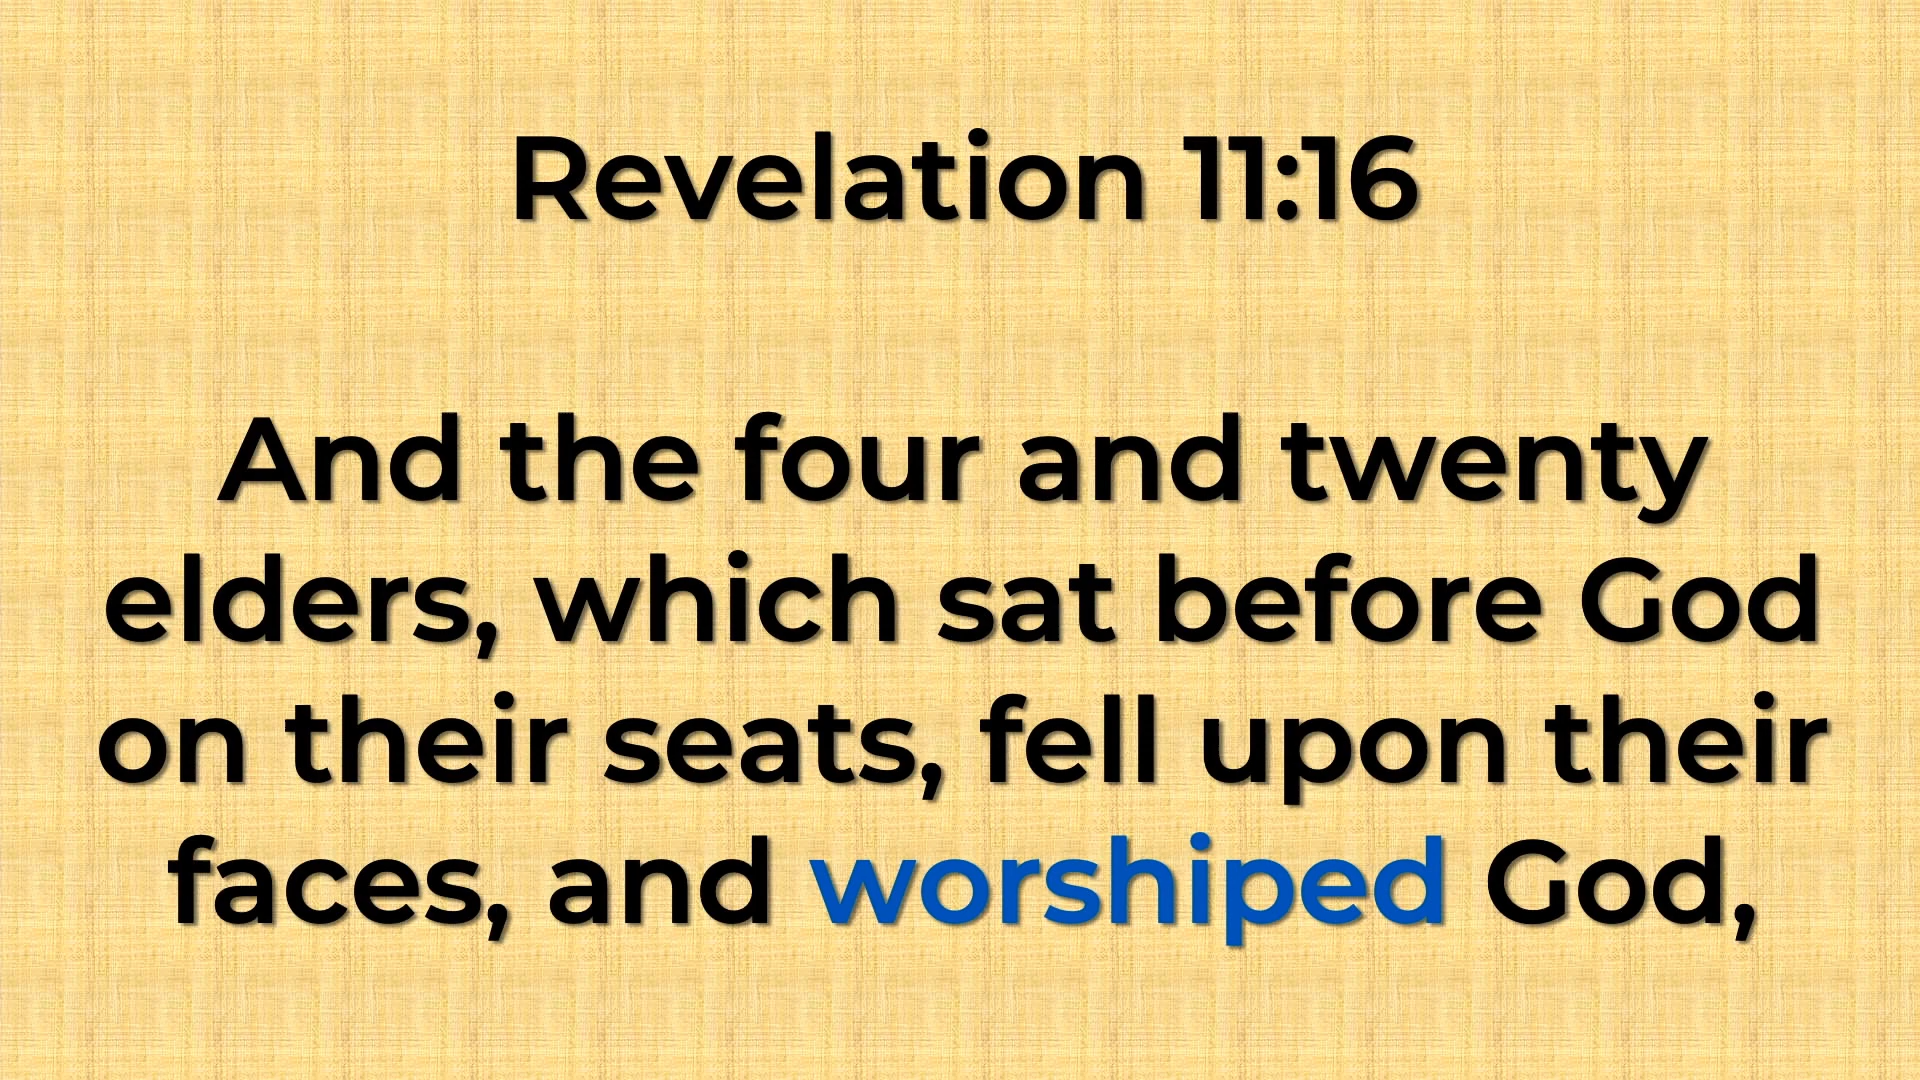 Revelation 11:16
And the four and twenty
elders, which sat before God
on their seats, fell upon their
faces, and worshiped God,